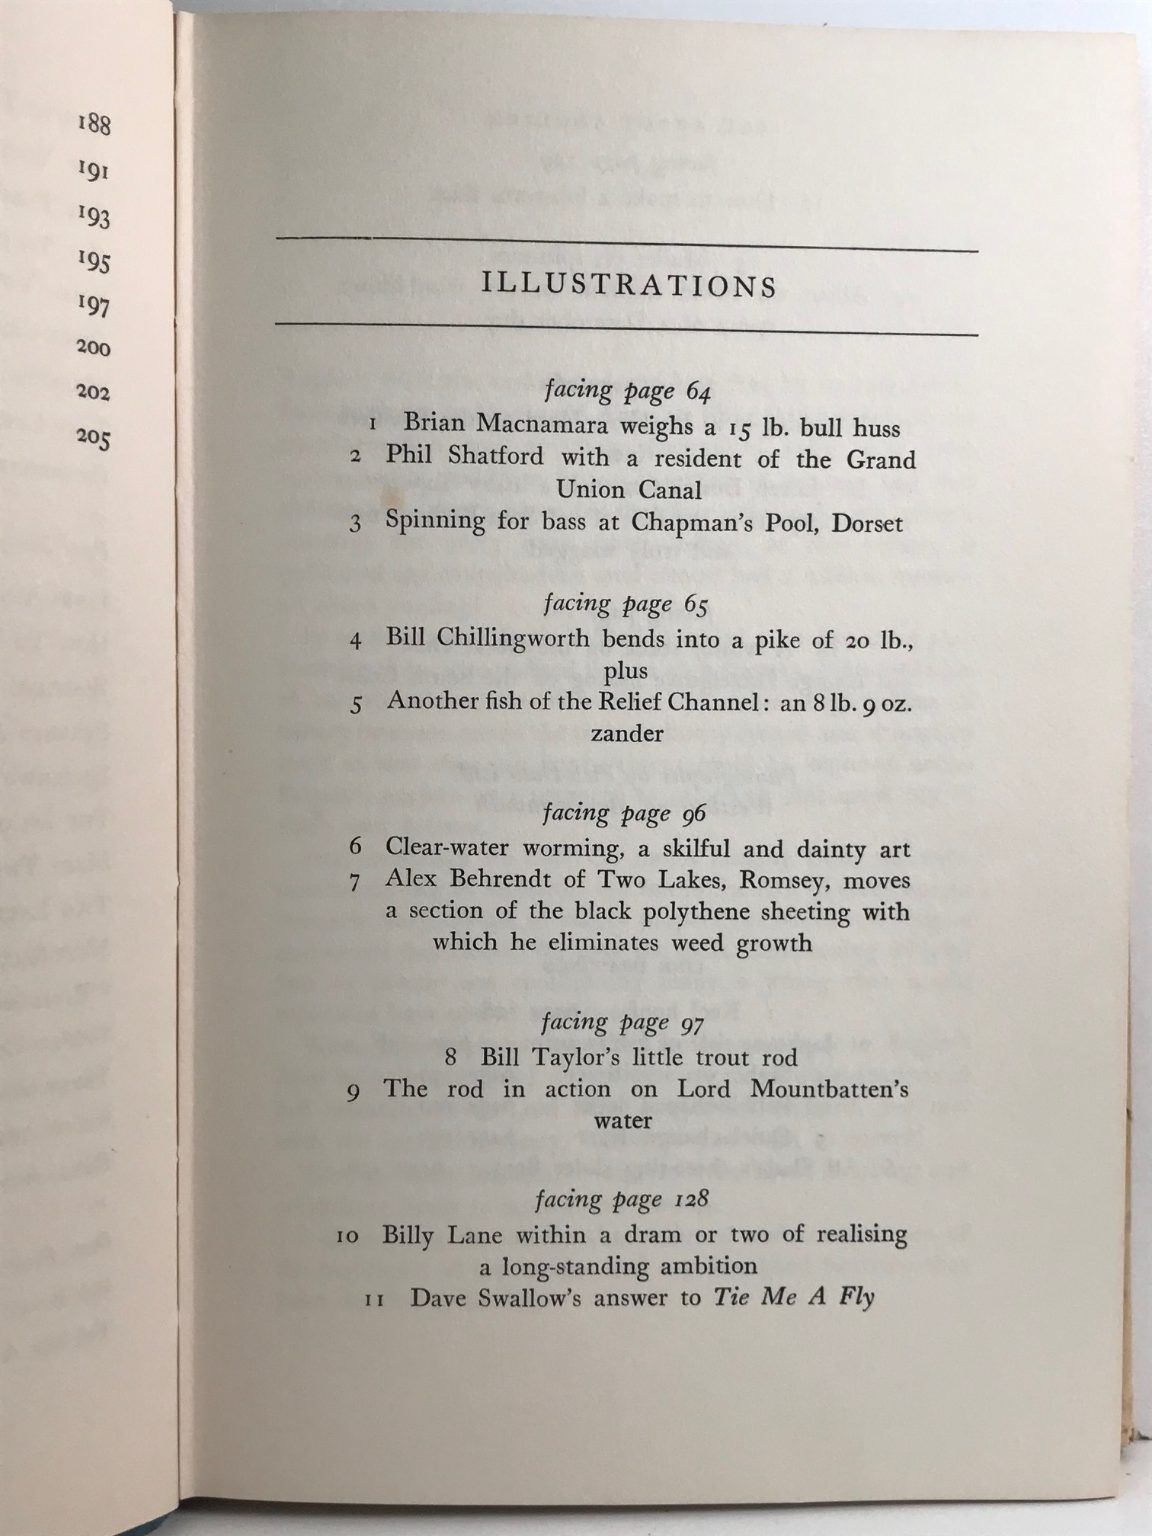 188
191
193
195
197
200
202
205
ILLUSTRATIONS
facing page 64
1 Brian Macnamara weighs a 15 lb. bull huss
2 Phil Shatford with a resident of the Grand
Union Canal
3 Spinning for bass at Chapman's Pool, Dorset
facing page 65
4 Bill Chillingworth bends into a pike of 20 lb.,
plus
5 Another fish of the Relief Channel: an 8 lb. 9 oz.
zander
facing page 96
6 Clear-water worming, a skilful and dainty art
7 Alex Behrendt of Two Lakes, Romsey, moves
a section of the black polythene sheeting with
which he eliminates weed growth
facing page 97
8 Bill Taylor's little trout rod
9 The rod in action on Lord Mountbatten's
water
facing page 128
10 Billy Lane within a dram or two of realising
a long-standing ambition
11 Dave Swallow's answer to Tie Me A Fly